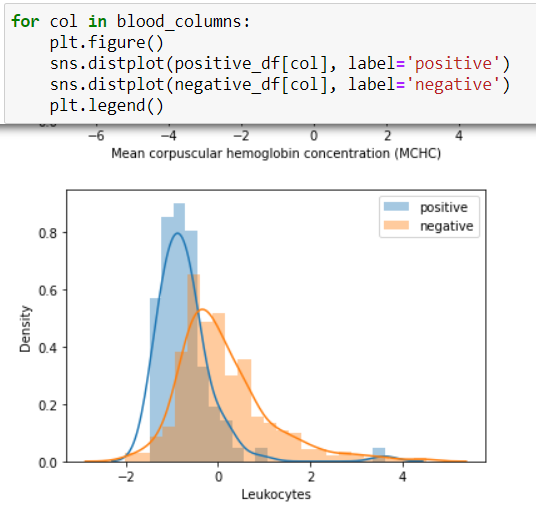 for col in blood_columns:
    plt.figure()
    sns.distplot(positive_df[col], label='positive')
    sns.distplot(negative_df[col], label='negative')
    plt.legend()
−6 −4 −2 0 2 4
Mean corpuscular hemoglobin concentration (MCHC)
positive
negative
0.8
0.6
0.4
0.2
0.0
Density
−2 0 2 4
Leukocytes